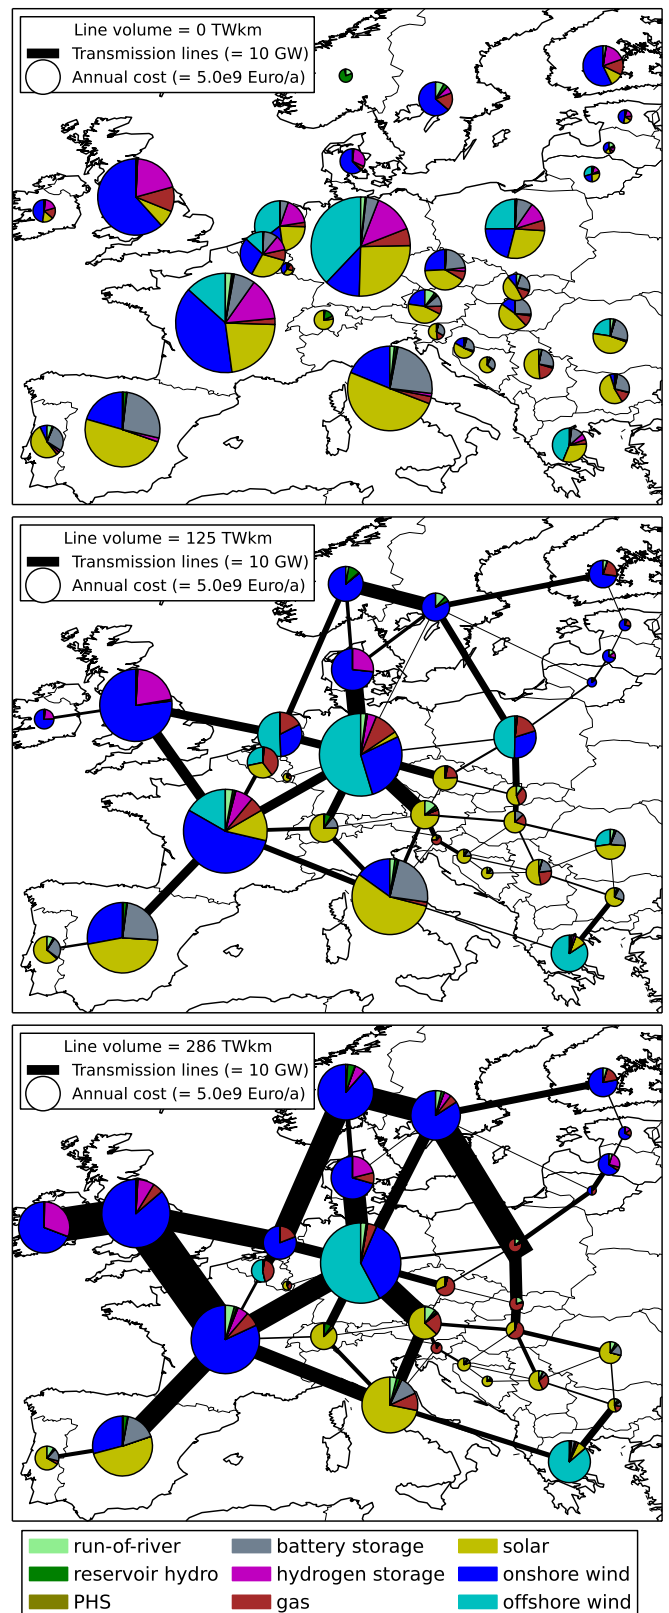 Line volume = 0 TWkm
Transmission lines (= 10 GW)
Annual cost (= 5.0e9 Euro/a)
Line volume = 125 TWkm
Transmission lines (= 10 GW)
Annual cost (= 5.0e9 Euro/a)
Line volume = 286 TWkm
Transmission lines (= 10 GW)
Annual cost (= 5.0e9 Euro/a)
run-of-river battery storage solar
reservoir hydro hydrogen storage onshore wind
PHS gas offshore wind